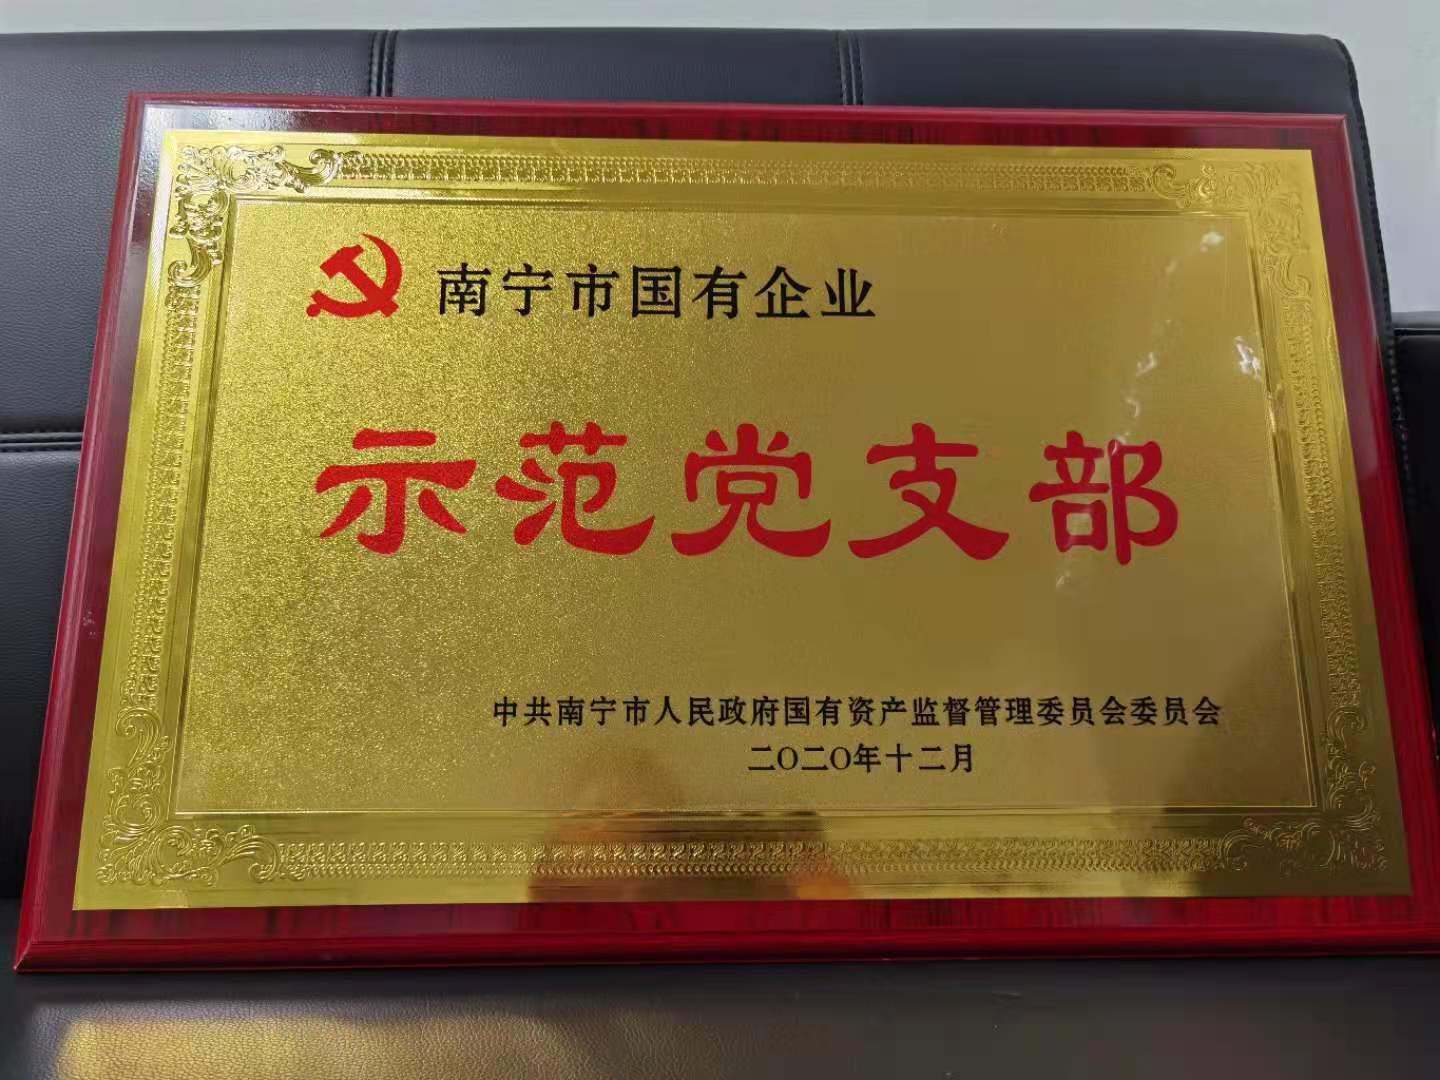 南宁市国有企业
示范党支部
中共南宁市人民政府国有资产监督管理委员会委员会
二〇二〇年十二月